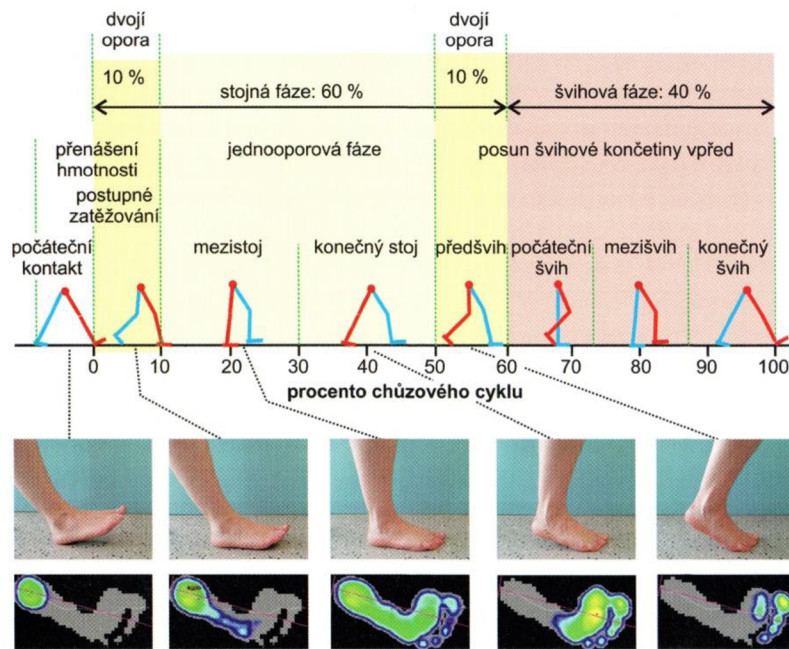 dvojí
opora
dvojí
opora
10 %
10 %
stojná fáze: 60 %
švihová fáze: 40 %
přenášení
hmotnosti
jednooporová fáze
posun švihové končetiny vpřed
postupné
zatěžování
počáteční
kontakt
mezistoj
konečný stoj
předšvih
počáteční
švih
mezišvih
konečný
švih
0 10 20 30 40 50 60 70 80 90 100
procento chůzového cyklu